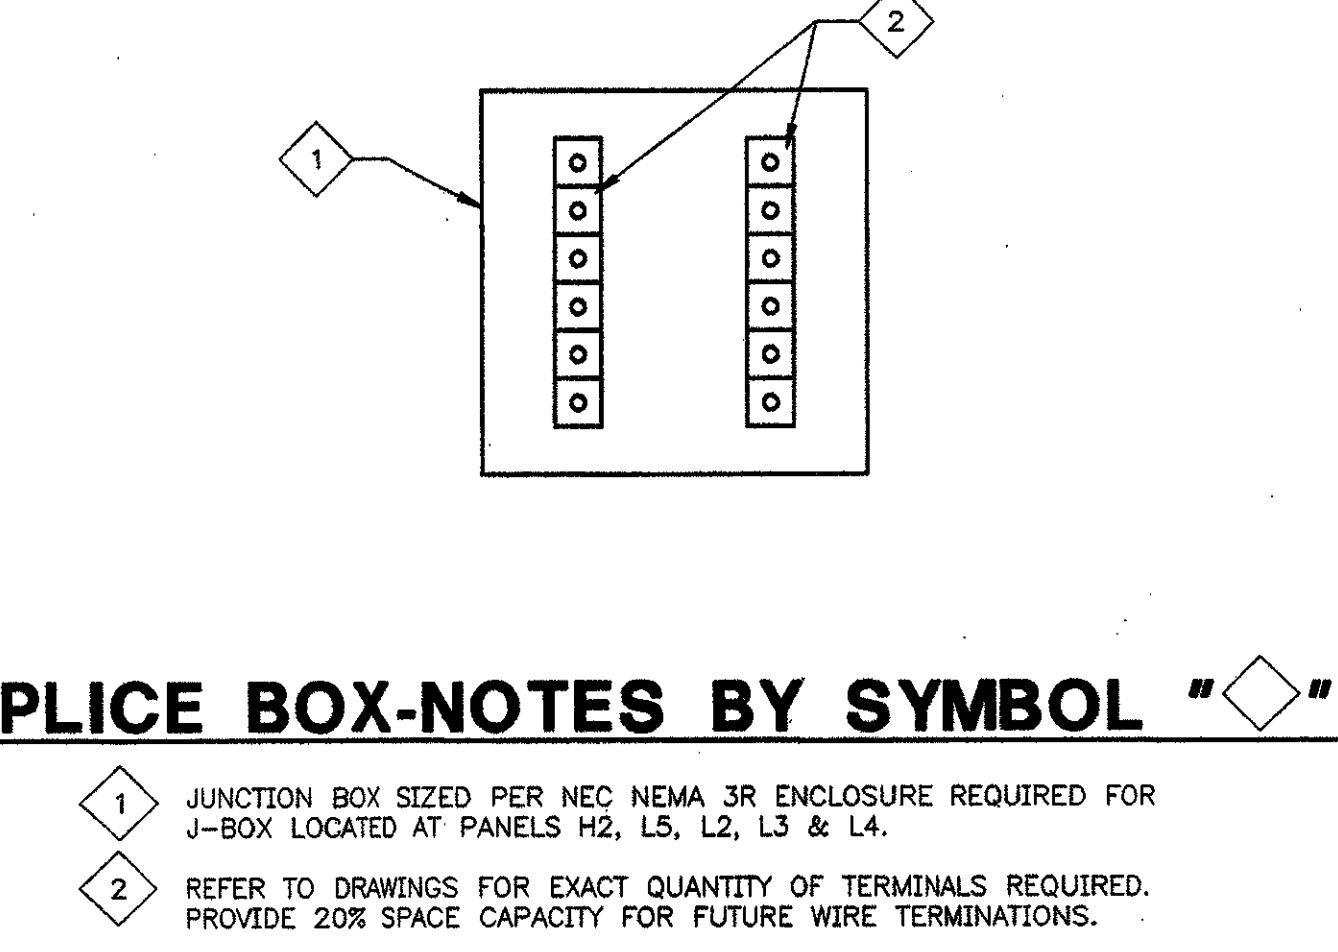 2
1
PLICE BOX-NOTES BY SYMBOL "◇"
1 JUNCTION BOX SIZED PER NEC NEMA 3R ENCLOSURE REQUIRED FOR
J-BOX LOCATED AT PANELS H2, L5, L2, L3 & L4.
2 REFER TO DRAWINGS FOR EXACT QUANTITY OF TERMINALS REQUIRED.
PROVIDE 20% SPACE CAPACITY FOR FUTURE WIRE TERMINATIONS.